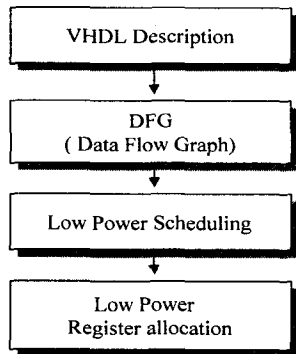 VHDL Description
DFG
( Data Flow Graph)
Low Power Scheduling
Low Power
Register allocation